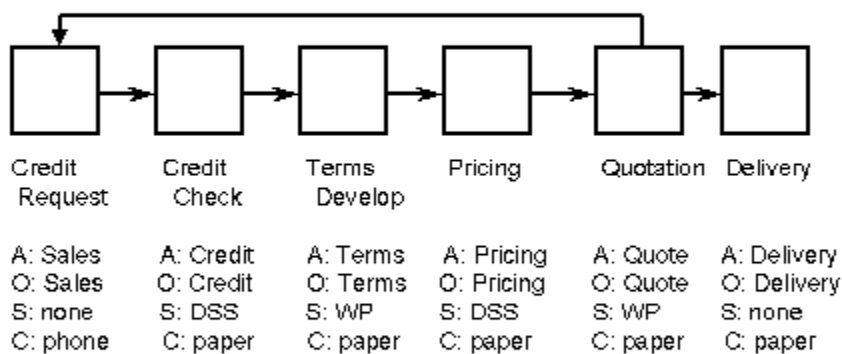 Credit Request
Credit Check
Terms Develop
Pricing
Quotation
Delivery
A: Sales
O: Sales
S: none
C: phone
A: Credit
O: Credit
S: DSS
C: paper
A: Terms
O: Terms
S: WP
C: paper
A: Pricing
O: Pricing
S: DSS
C: paper
A: Quote
O: Quote
S: WP
C: paper
A: Delivery
O: Delivery
S: none
C: paper